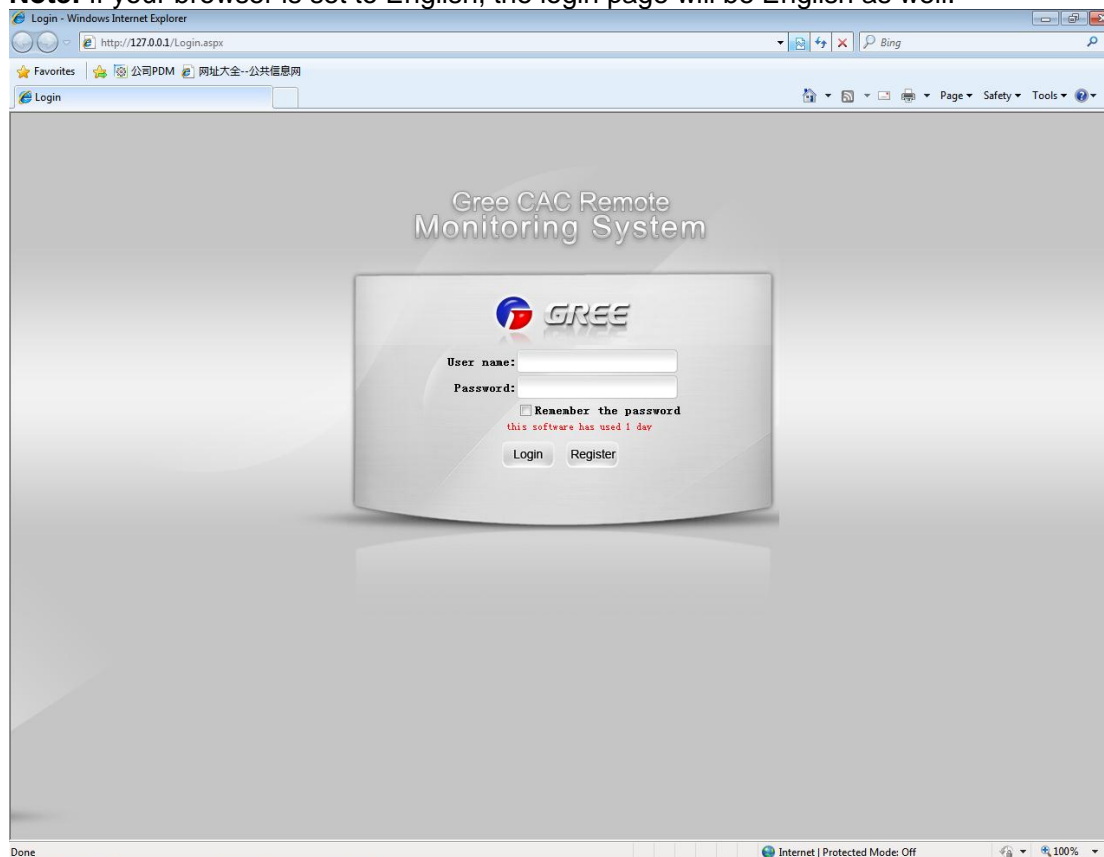 Note: If your browser is set to English, the login page will be English as well.
Login - Windows Internet Explorer
http://127.0.0.1/Login.aspx
Bing
Favorites 公司PDM 网址大全--公共信息网
Login
Page Safety Tools
Gree CAC Remote
Monitoring System
GREE
User name:
Password:
Remember the password
this software has used 1 day
Login Register
Done Internet | Protected Mode: Off 100%